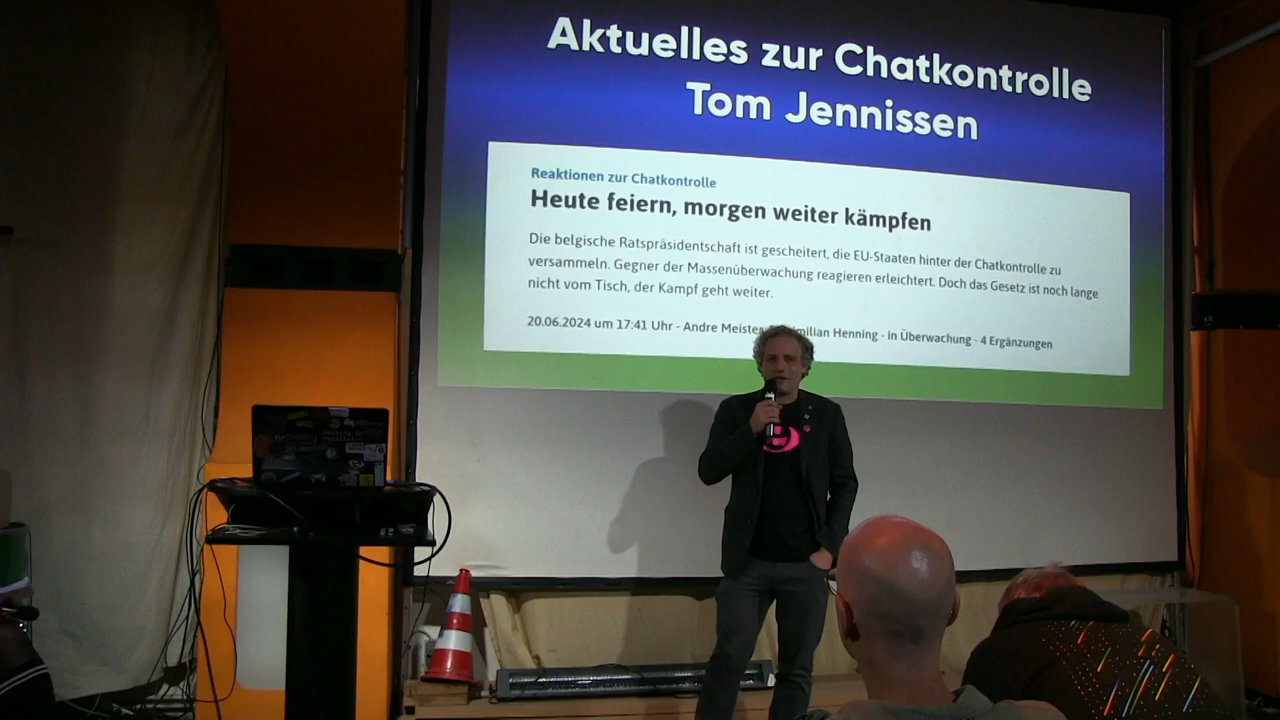 Aktuelles zur Chatkontrolle
Tom Jennissen
Reaktionen zur Chatkontrolle
Heute feiern, morgen weiter kämpfen
Die belgische Ratspräsidentschaft ist gescheitert, die EU-Staaten hinter der Chatkontrolle zu
versammeln. Gegner der Massenüberwachung reagieren erleichtert. Doch das Gesetz ist noch lange
nicht vom Tisch, der Kampf geht weiter.
20.06.2024 um 17:41 Uhr - Andre Meister, Henning - in Überwachung - 4 Ergänzungen